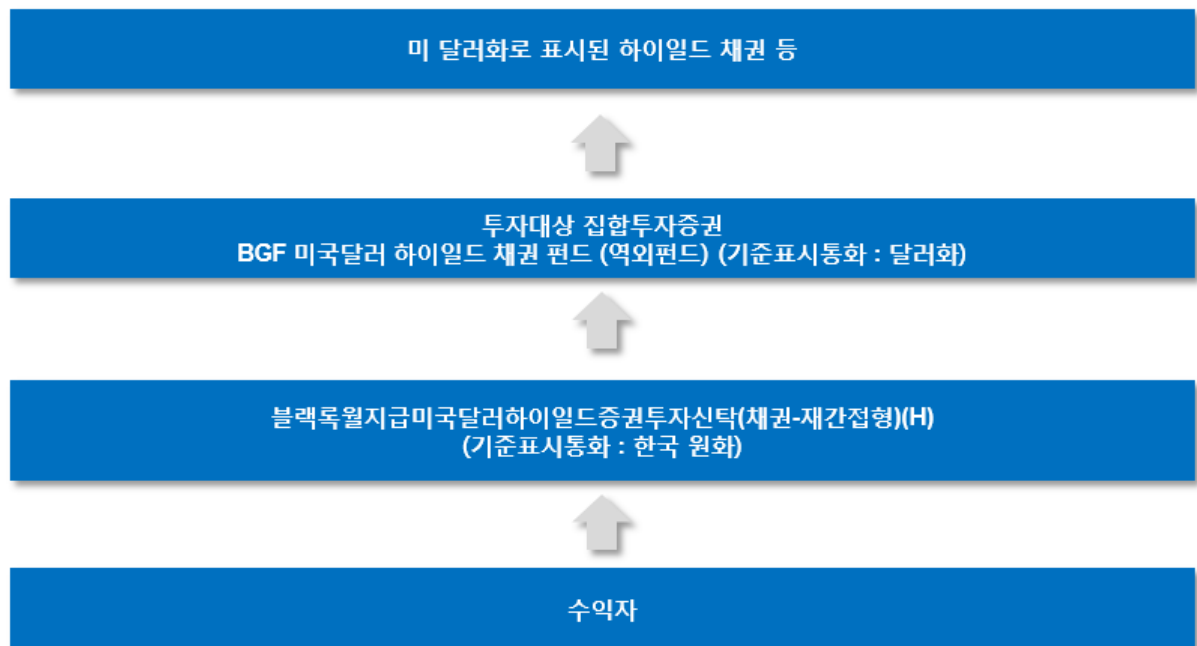 미 달러화로 표시된 하이일드 채권 등
투자대상 집합투자증권
BGF 미국달러 하이일드 채권 펀드 (역외펀드) (기준표시통화 : 달러화)
블랙록월지급미국달러하이일드증권투자신탁(채권-재간접형)(H)
(기준표시통화 : 한국 원화)
수익자